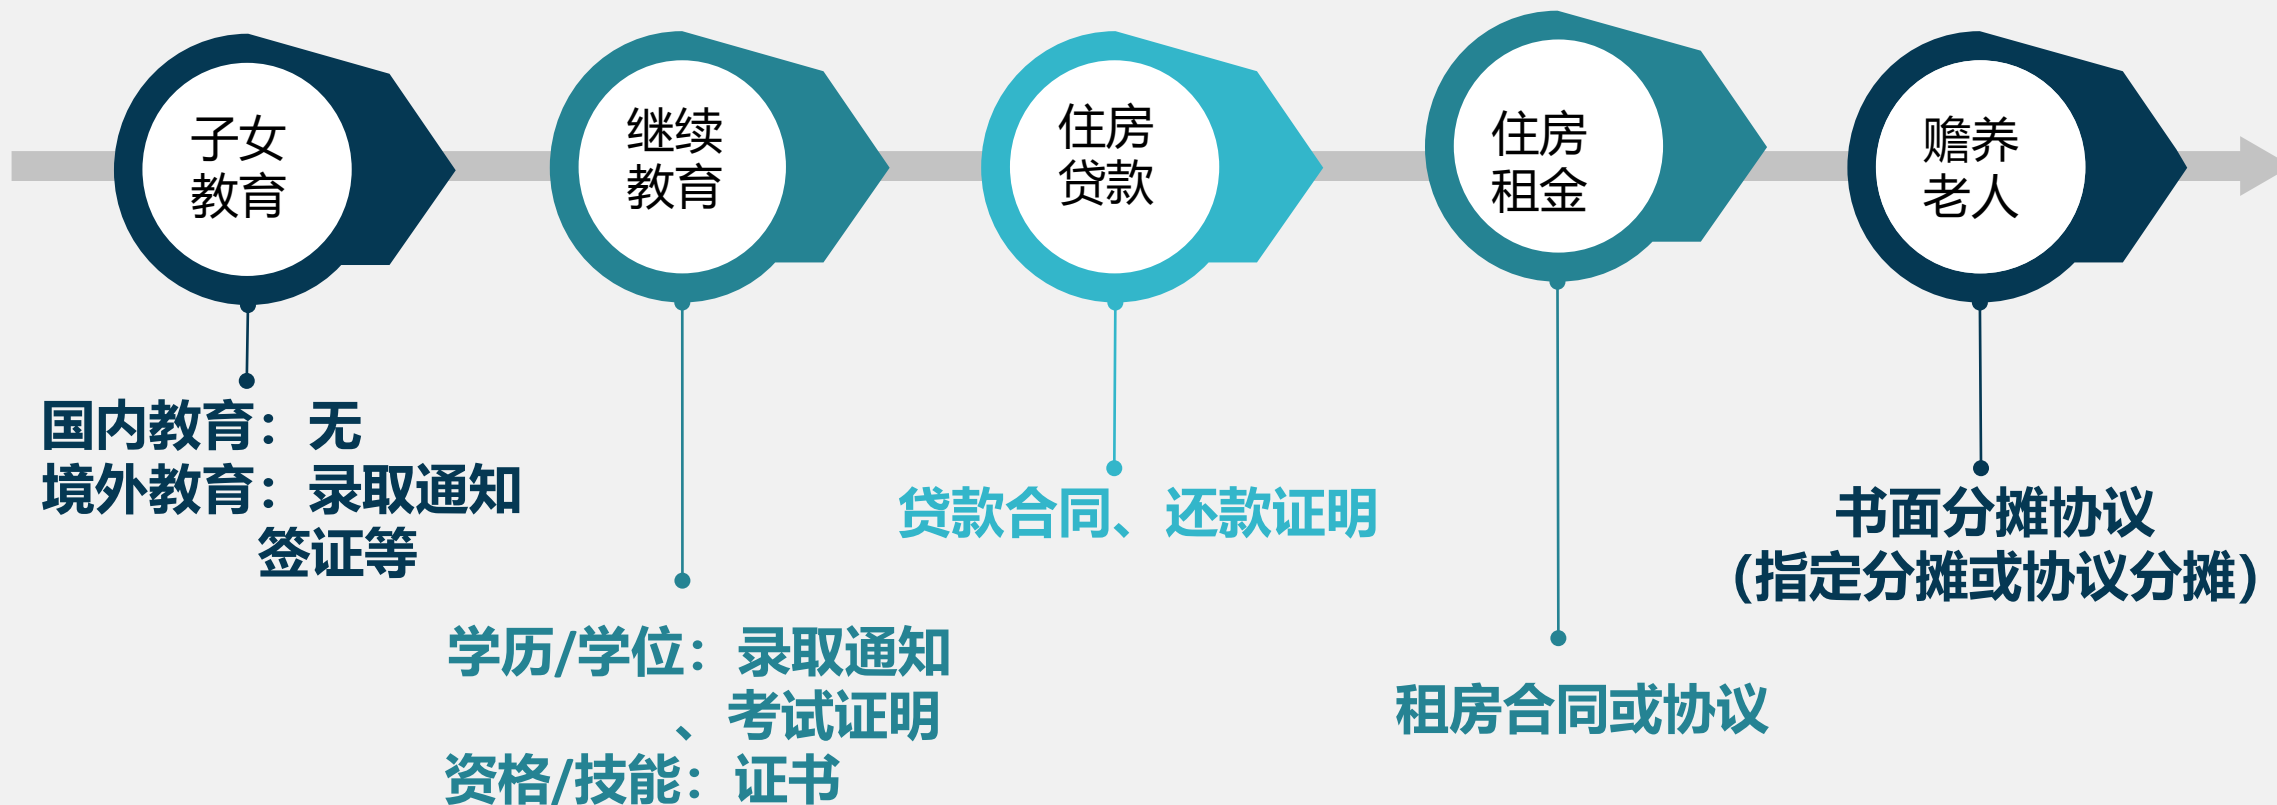 子女
教育
继续
教育
住房
贷款
住房
租金
赡养
老人
国内教育：无
境外教育：录取通知
签证等
学历/学位：录取通知
、考试证明
资格/技能：证书
贷款合同、还款证明
租房合同或协议
书面分摊协议
(指定分摊或协议分摊)